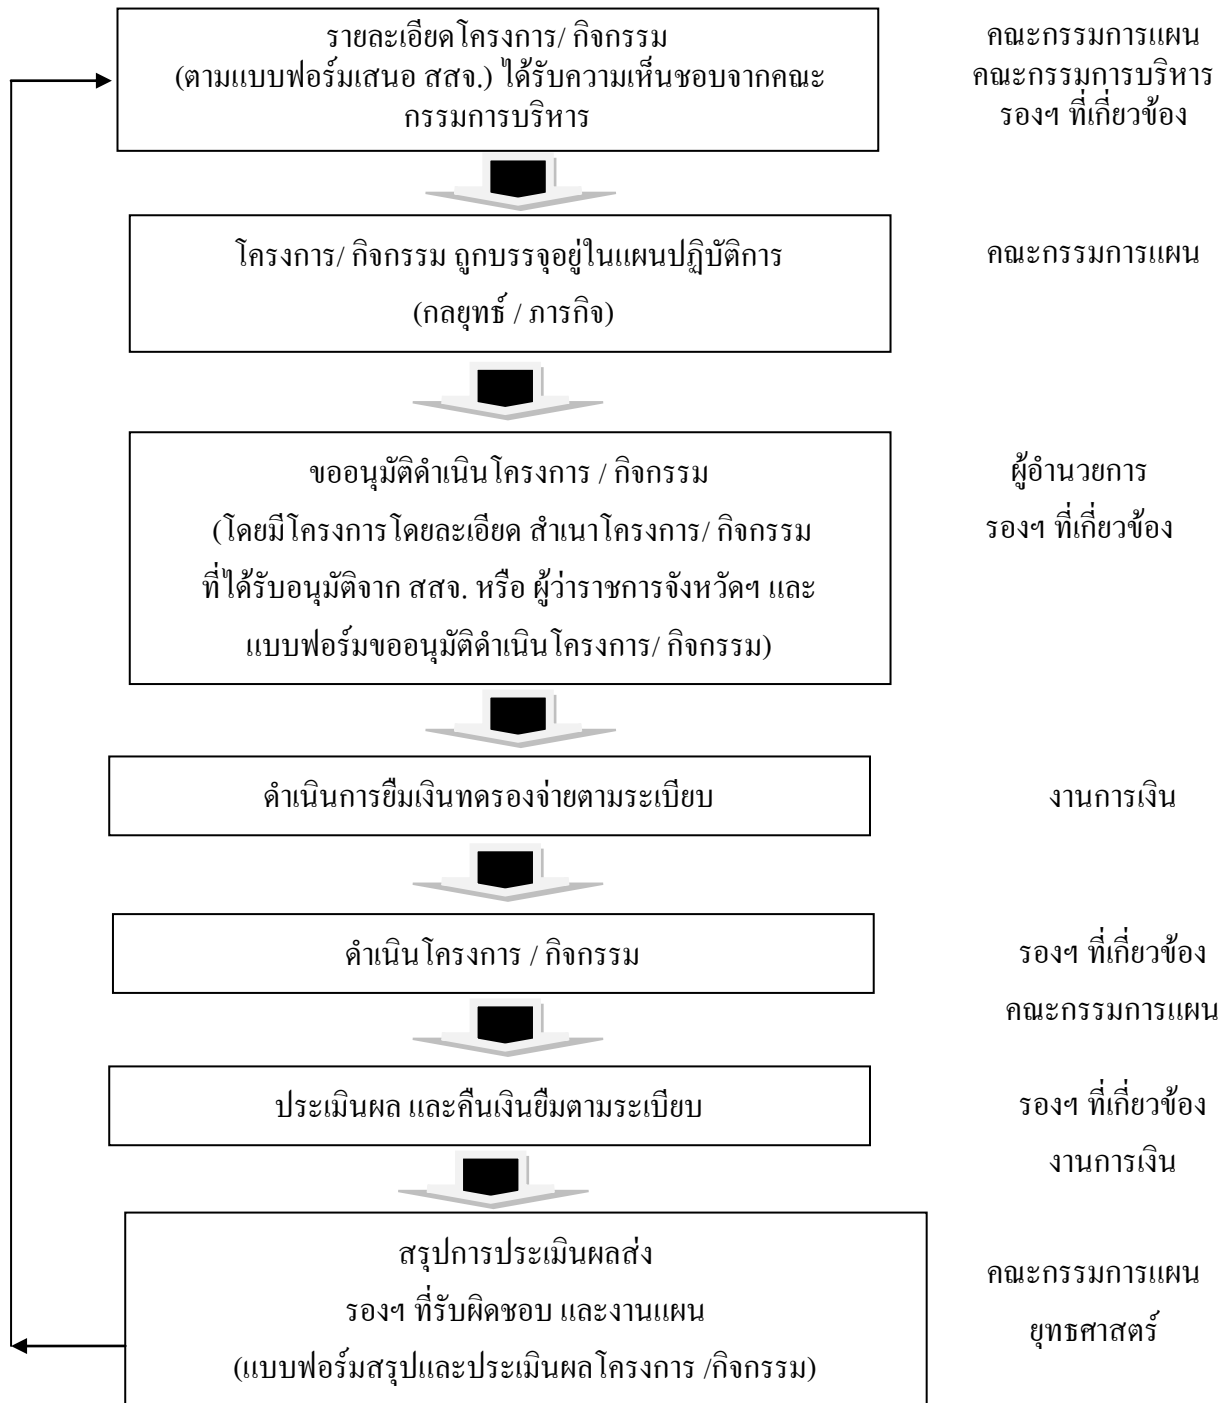 รายละเอียดโครงการ/ กิจกรรม
(ตามแบบฟอร์มเสนอ สสจ.) ได้รับความเห็นชอบจากคณะ
กรรมการบริหาร
คณะกรรมการแผน
คณะกรรมการบริหาร
รองฯ ที่เกี่ยวข้อง
โครงการ/ กิจกรรม ถูกบรรจุอยู่ในแผนปฏิบัติการ
(กลยุทธ์ / ภารกิจ)
คณะกรรมการแผน
ขออนุมัติดำเนินโครงการ / กิจกรรม
(โดยมีโครงการโดยละเอียด สำเนาโครงการ/ กิจกรรม
ที่ได้รับอนุมัติจาก สสจ. หรือ ผู้ว่าราชการจังหวัดฯ และ
แบบฟอร์มขออนุมัติดำเนินโครงการ/ กิจกรรม)
ผู้อำนวยการ
รองฯ ที่เกี่ยวข้อง
ดำเนินการยืมเงินทดรองจ่ายตามระเบียบ
งานการเงิน
ดำเนินโครงการ / กิจกรรม
รองฯ ที่เกี่ยวข้อง
คณะกรรมการแผน
ประเมินผล และคืนเงินยืมตามระเบียบ
รองฯ ที่เกี่ยวข้อง
งานการเงิน
สรุปการประเมินผลส่ง
รองฯ ที่รับผิดชอบ และงานแผน
(แบบฟอร์มสรุปและประเมินผลโครงการ /กิจกรรม)
คณะกรรมการแผน
ยุทธศาสตร์